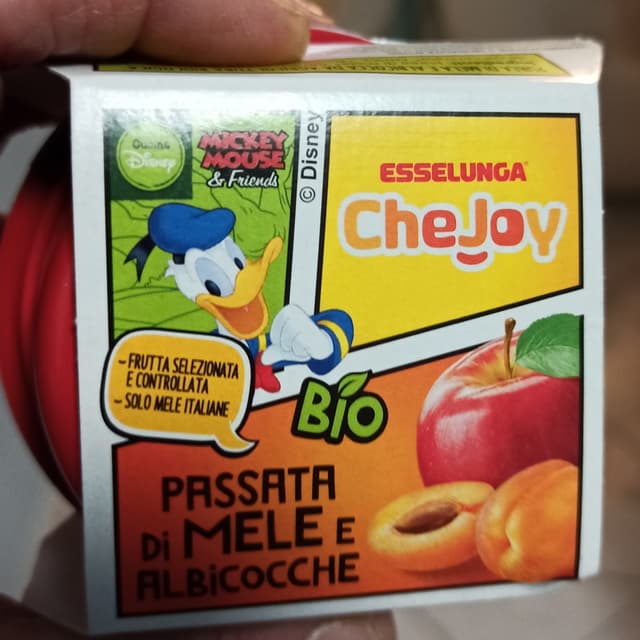 Disney
MICKEY
MOUSE
& Friends
© Disney
ESSELUNGA®
CheJoy
- FRUTTA SELEZIONATA
E CONTROLLATA
- SOLO MELE ITALIANE
BIO
PASSATA
Di MELE E
ALBICOCCHE